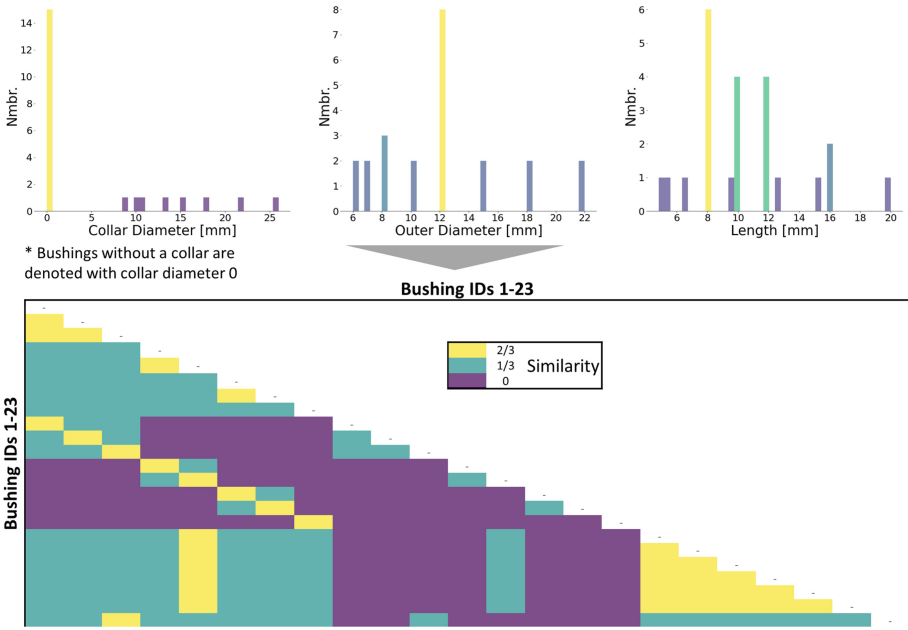 14
12
10
8
6
4
2
0
Nmbr.
0 5 10 15 20 25
Collar Diameter [mm]
8
7
6
5
4
3
2
1
0
Nmbr.
6 8 10 12 14 16 18 20 22
Outer Diameter [mm]
6
5
4
3
2
1
0
Nmbr.
6 8 10 12 14 16 18 20
Length [mm]
* Bushings without a collar are
denoted with collar diameter 0
Bushing IDs 1-23
Bushing IDs 1-23
2/3
1/3 Similarity
0